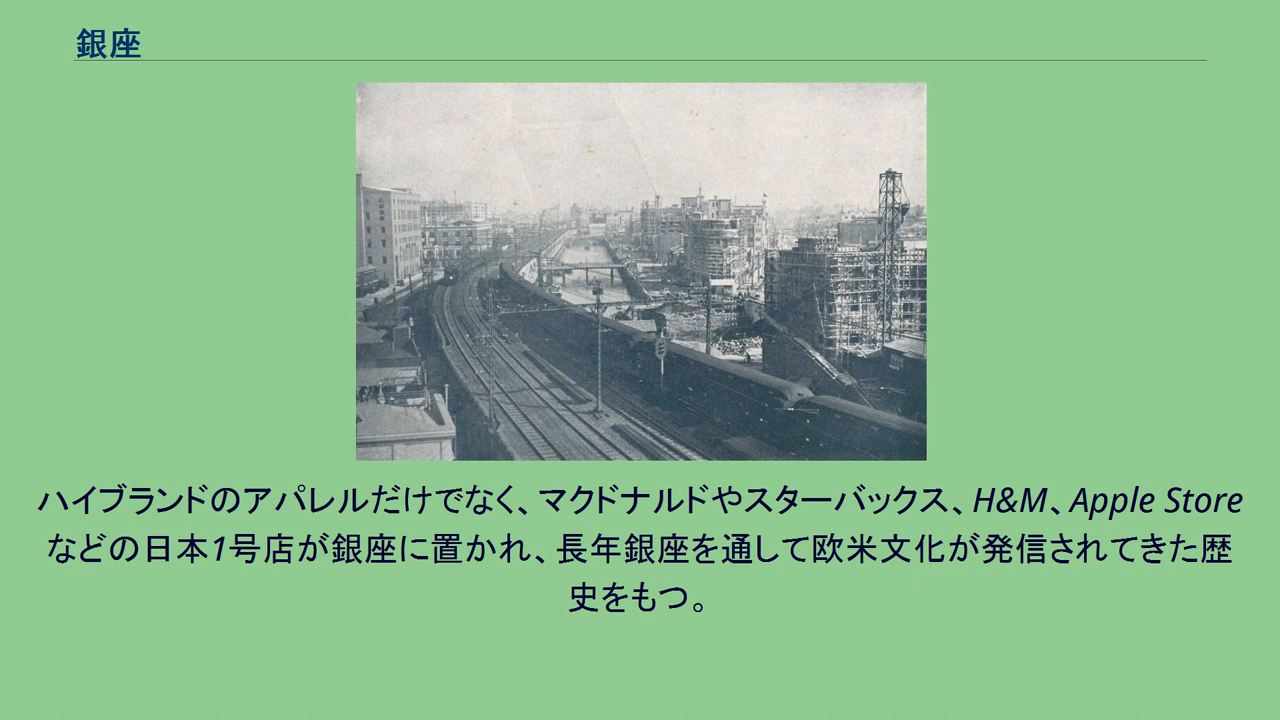 銀座
ハイブランドのアパレルだけでなく、マクドナルドやスターバックス、H&M、Apple Store
などの日本1号店が銀座に置かれ、長年銀座を通して欧米文化が発信されてきた歴
史をもつ。